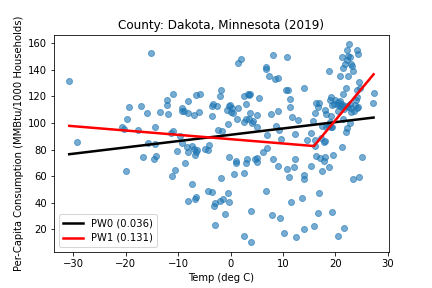 County: Dakota, Minnesota (2019)
Per-Capita Consumption (MMBtu/1000 Households)
160
140
120
100
80
60
40
20
PW0 (0.036)
PW1 (0.131)
−30 −20 −10 0 10 20 30
Temp (deg C)